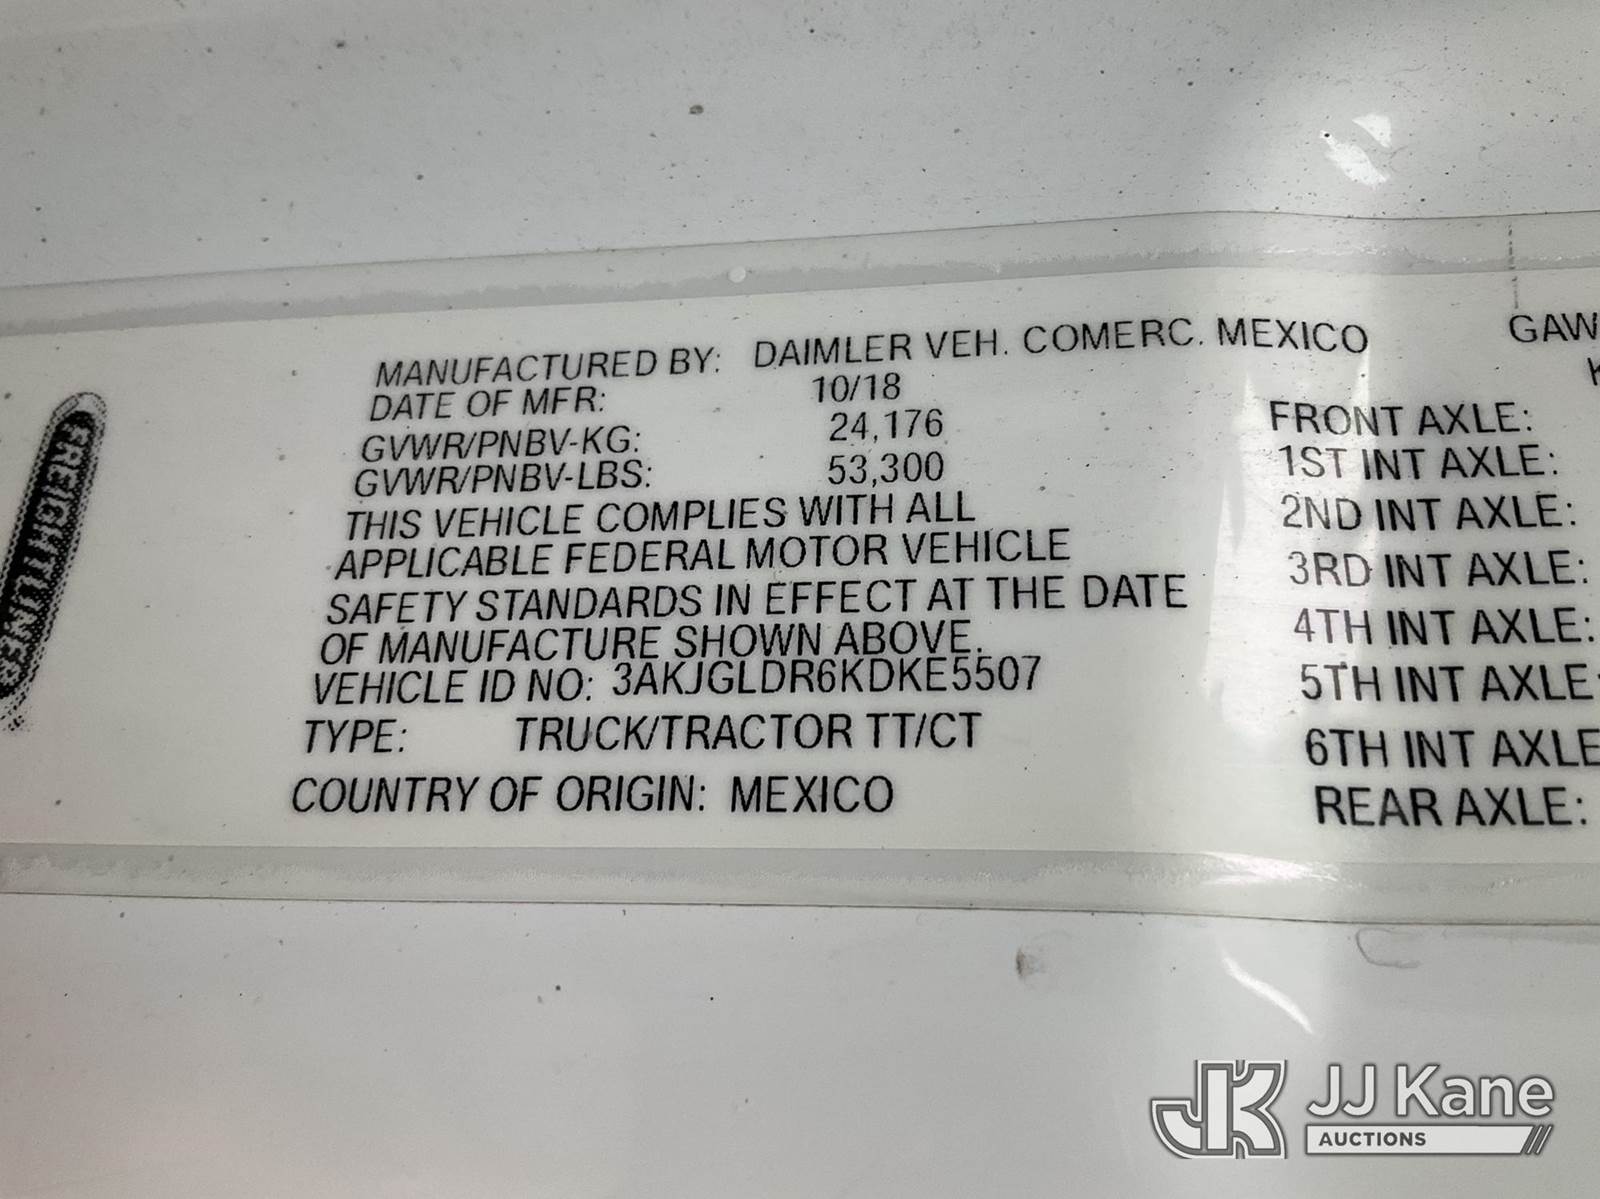 FREIGHTLINER
MANUFACTURED BY: DAIMLER VEH. COMERC. MEXICO
DATE OF MFR: 10/18
GVWR/PNBV-KG: 24,176
GVWR/PNBV-LBS: 53,300
THIS VEHICLE COMPLIES WITH ALL
APPLICABLE FEDERAL MOTOR VEHICLE
SAFETY STANDARDS IN EFFECT AT THE DATE
OF MANUFACTURE SHOWN ABOVE.
VEHICLE ID NO: 3AKJGLDR6KDKE5507
TYPE: TRUCK/TRACTOR TT/CT
COUNTRY OF ORIGIN: MEXICO
GAW
FRONT AXLE:
1ST INT AXLE:
2ND INT AXLE:
3RD INT AXLE:
4TH INT AXLE:
5TH INT AXLE:
6TH INT AXLE
REAR AXLE:
JK JJ Kane
AUCTIONS